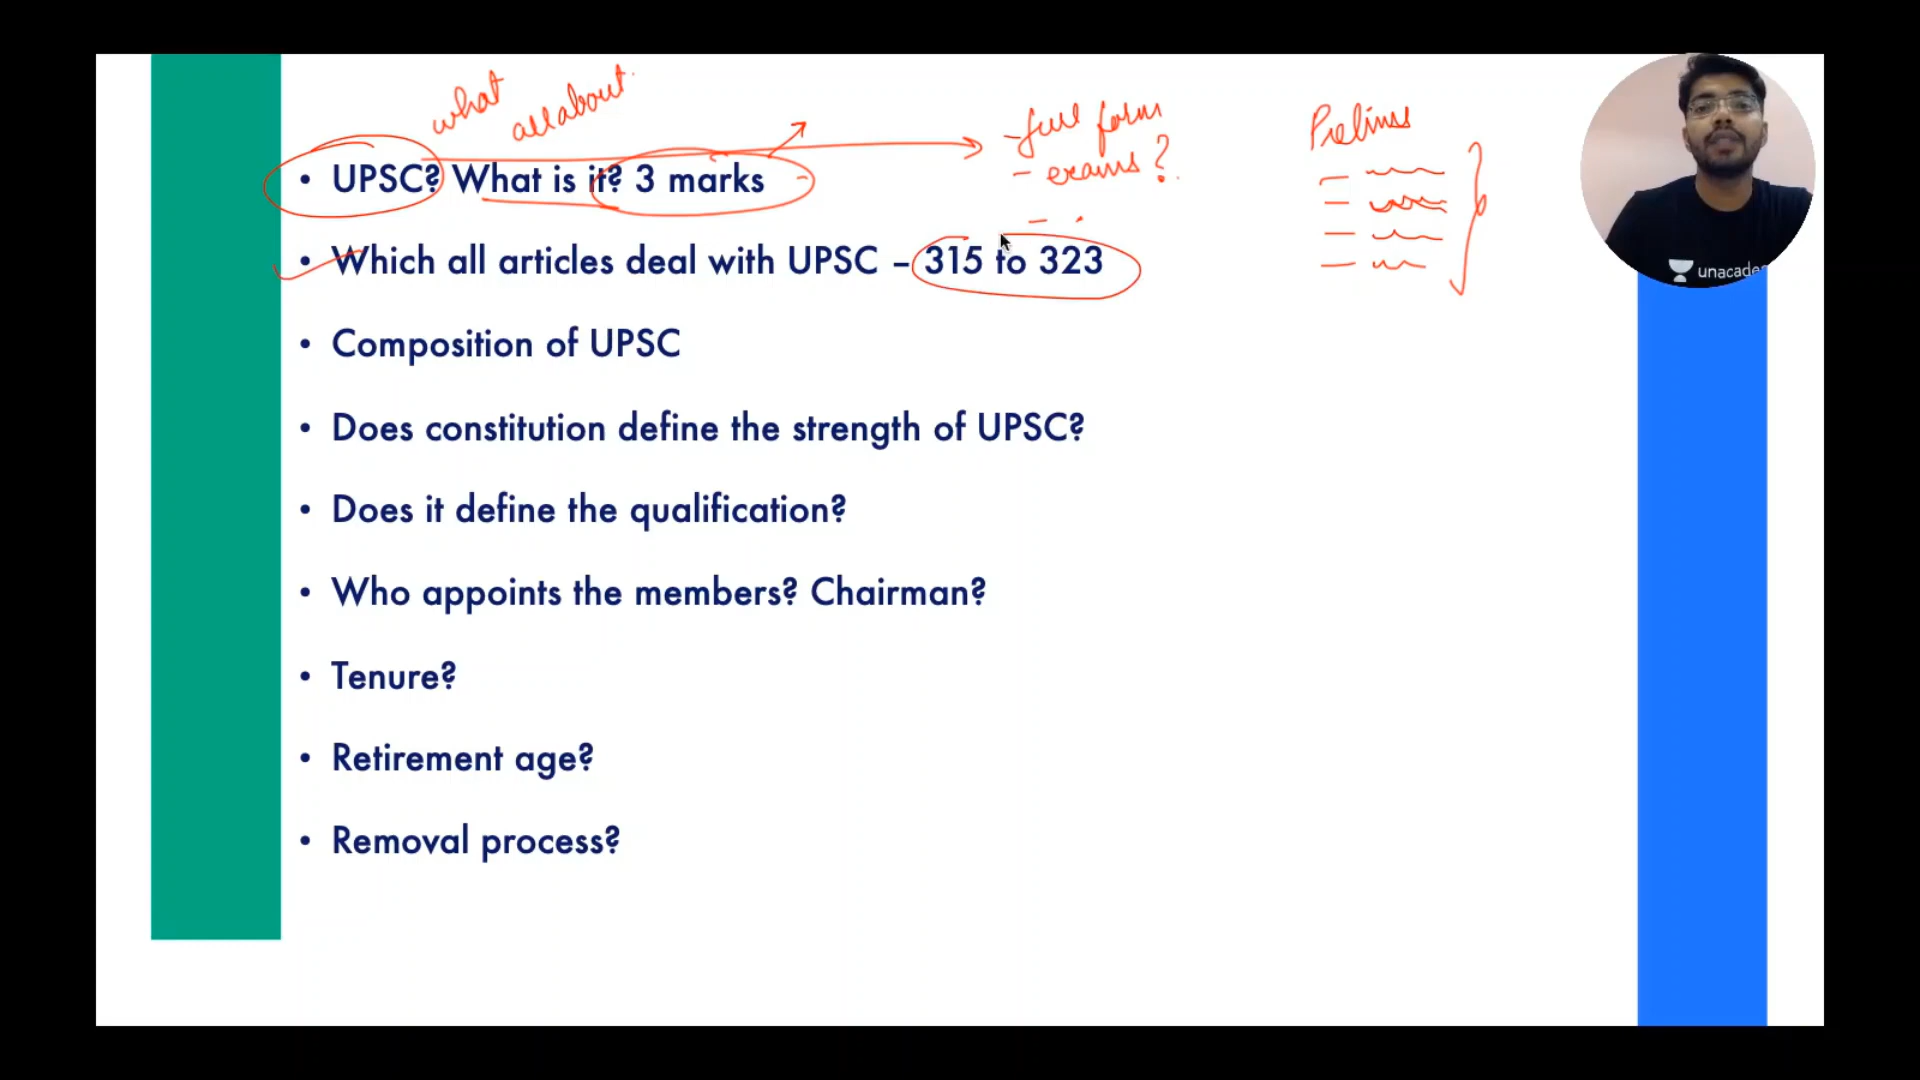 what all about.
- full form
Prelims
• UPSC? What is it? 3 marks
- exams?
• Which all articles deal with UPSC – 315 to 323
unacade
• Composition of UPSC
• Does constitution define the strength of UPSC?
• Does it define the qualification?
• Who appoints the members? Chairman?
• Tenure?
• Retirement age?
• Removal process?